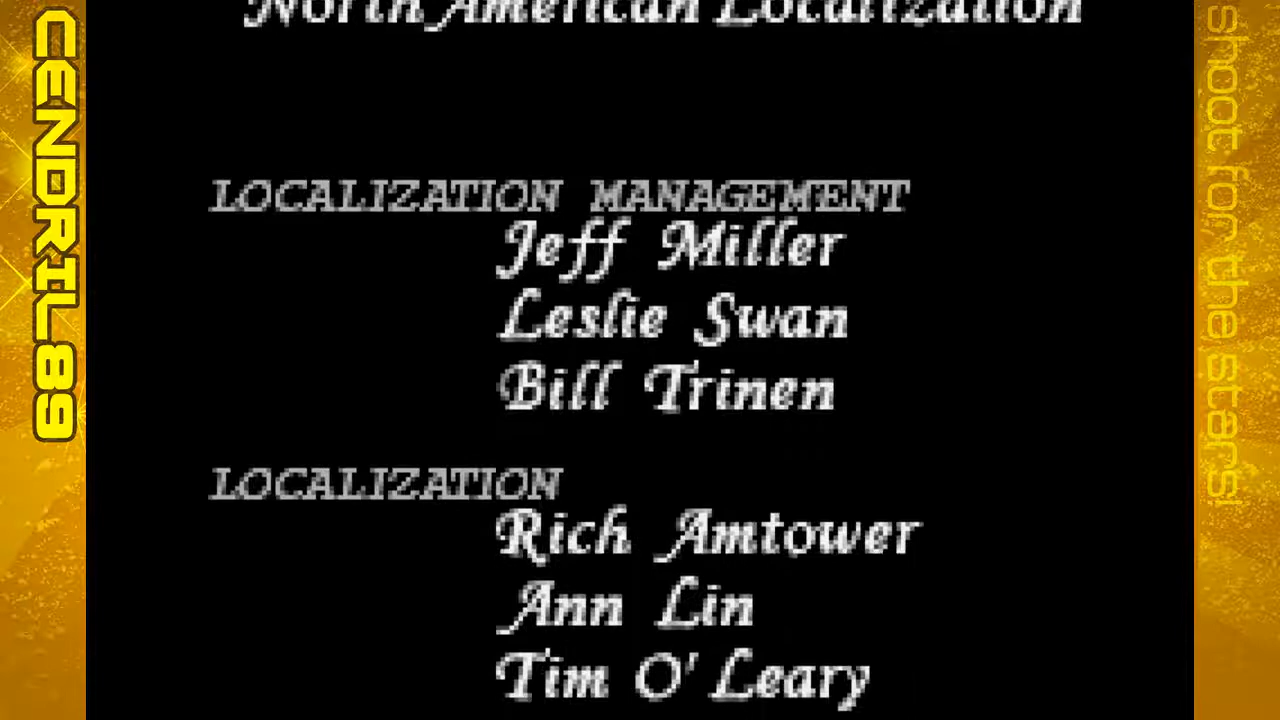 North American Localization
LOCALIZATION MANAGEMENT
Jeff Miller
Leslie Swan
Bill Trinen
LOCALIZATION
Rich Amtower
Ann Lin
Tim O'Leary
CENDRIL89
shoot for the stars!